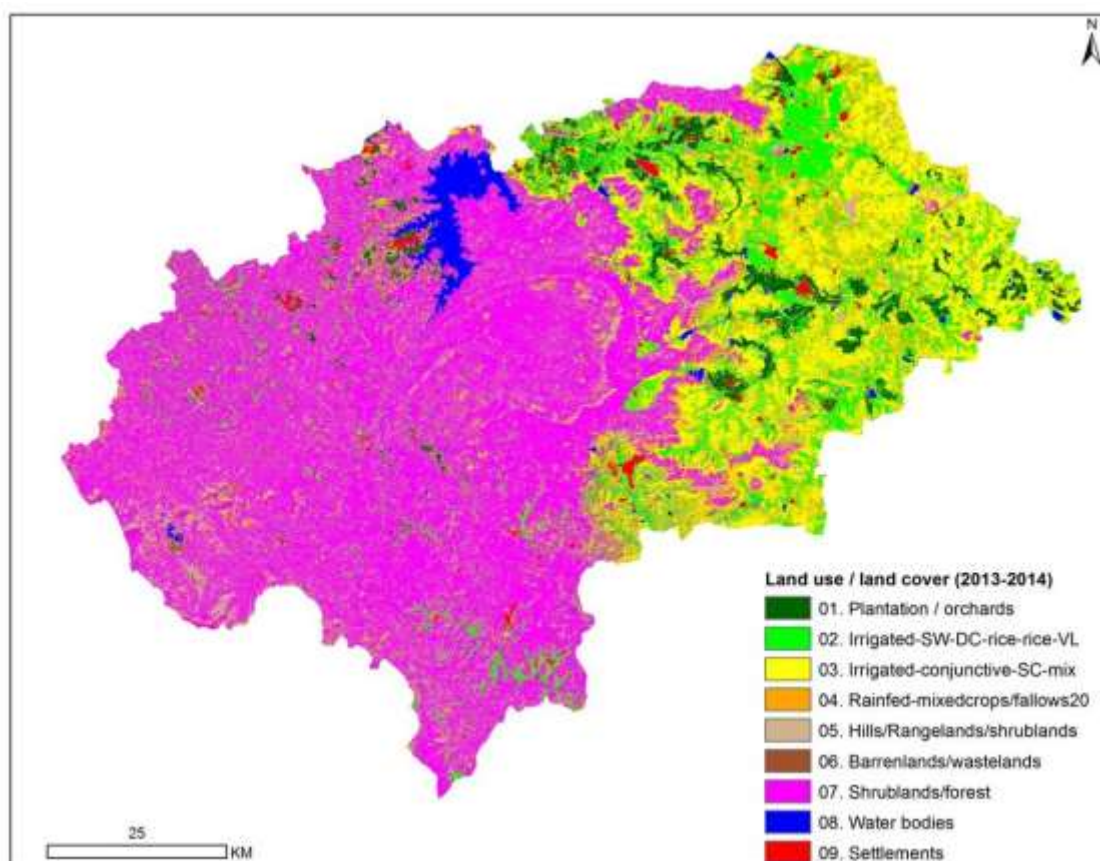 N
Land use / land cover (2013-2014)
01. Plantation / orchards
02. Irrigated-SW-DC-rice-rice-VL
03. Irrigated-conjunctive-SC-mix
04. Rainfed-mixedcrops/fallows20
05. Hills/Rangelands/shrublands
06. Barrenlands/wastelands
07. Shrublands/forest
08. Water bodies
09. Settlements
25
KM